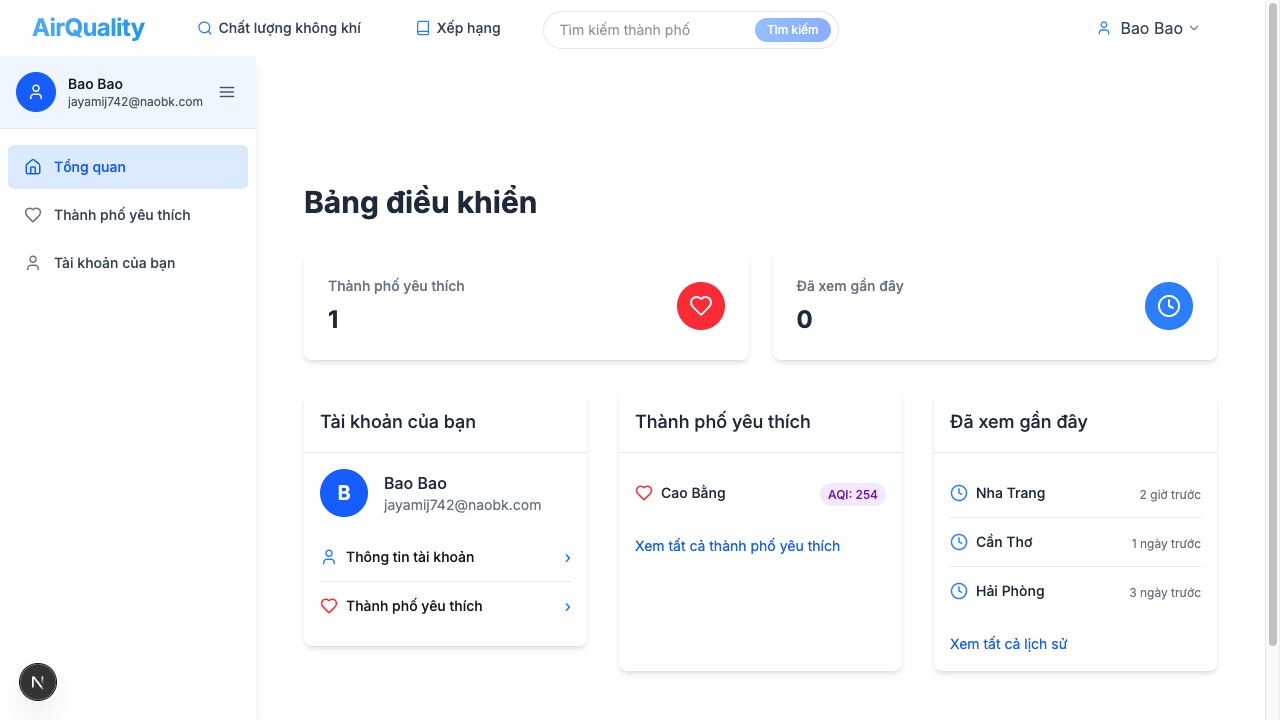 AirQuality
Chất lượng không khí
Xếp hạng
Tìm kiếm thành phố
Tìm kiếm
Bao Bao
Bao Bao
jayamij742@naobk.com
Tổng quan
Thành phố yêu thích
Tài khoản của bạn
Bảng điều khiển
Thành phố yêu thích
1
Đã xem gần đây
0
Tài khoản của bạn
B
Bao Bao
jayamij742@naobk.com
Thông tin tài khoản
Thành phố yêu thích
Thành phố yêu thích
Cao Bằng
AQI: 254
Xem tất cả thành phố yêu thích
Đã xem gần đây
Nha Trang
2 giờ trước
Cần Thơ
1 ngày trước
Hải Phòng
3 ngày trước
Xem tất cả lịch sử
N